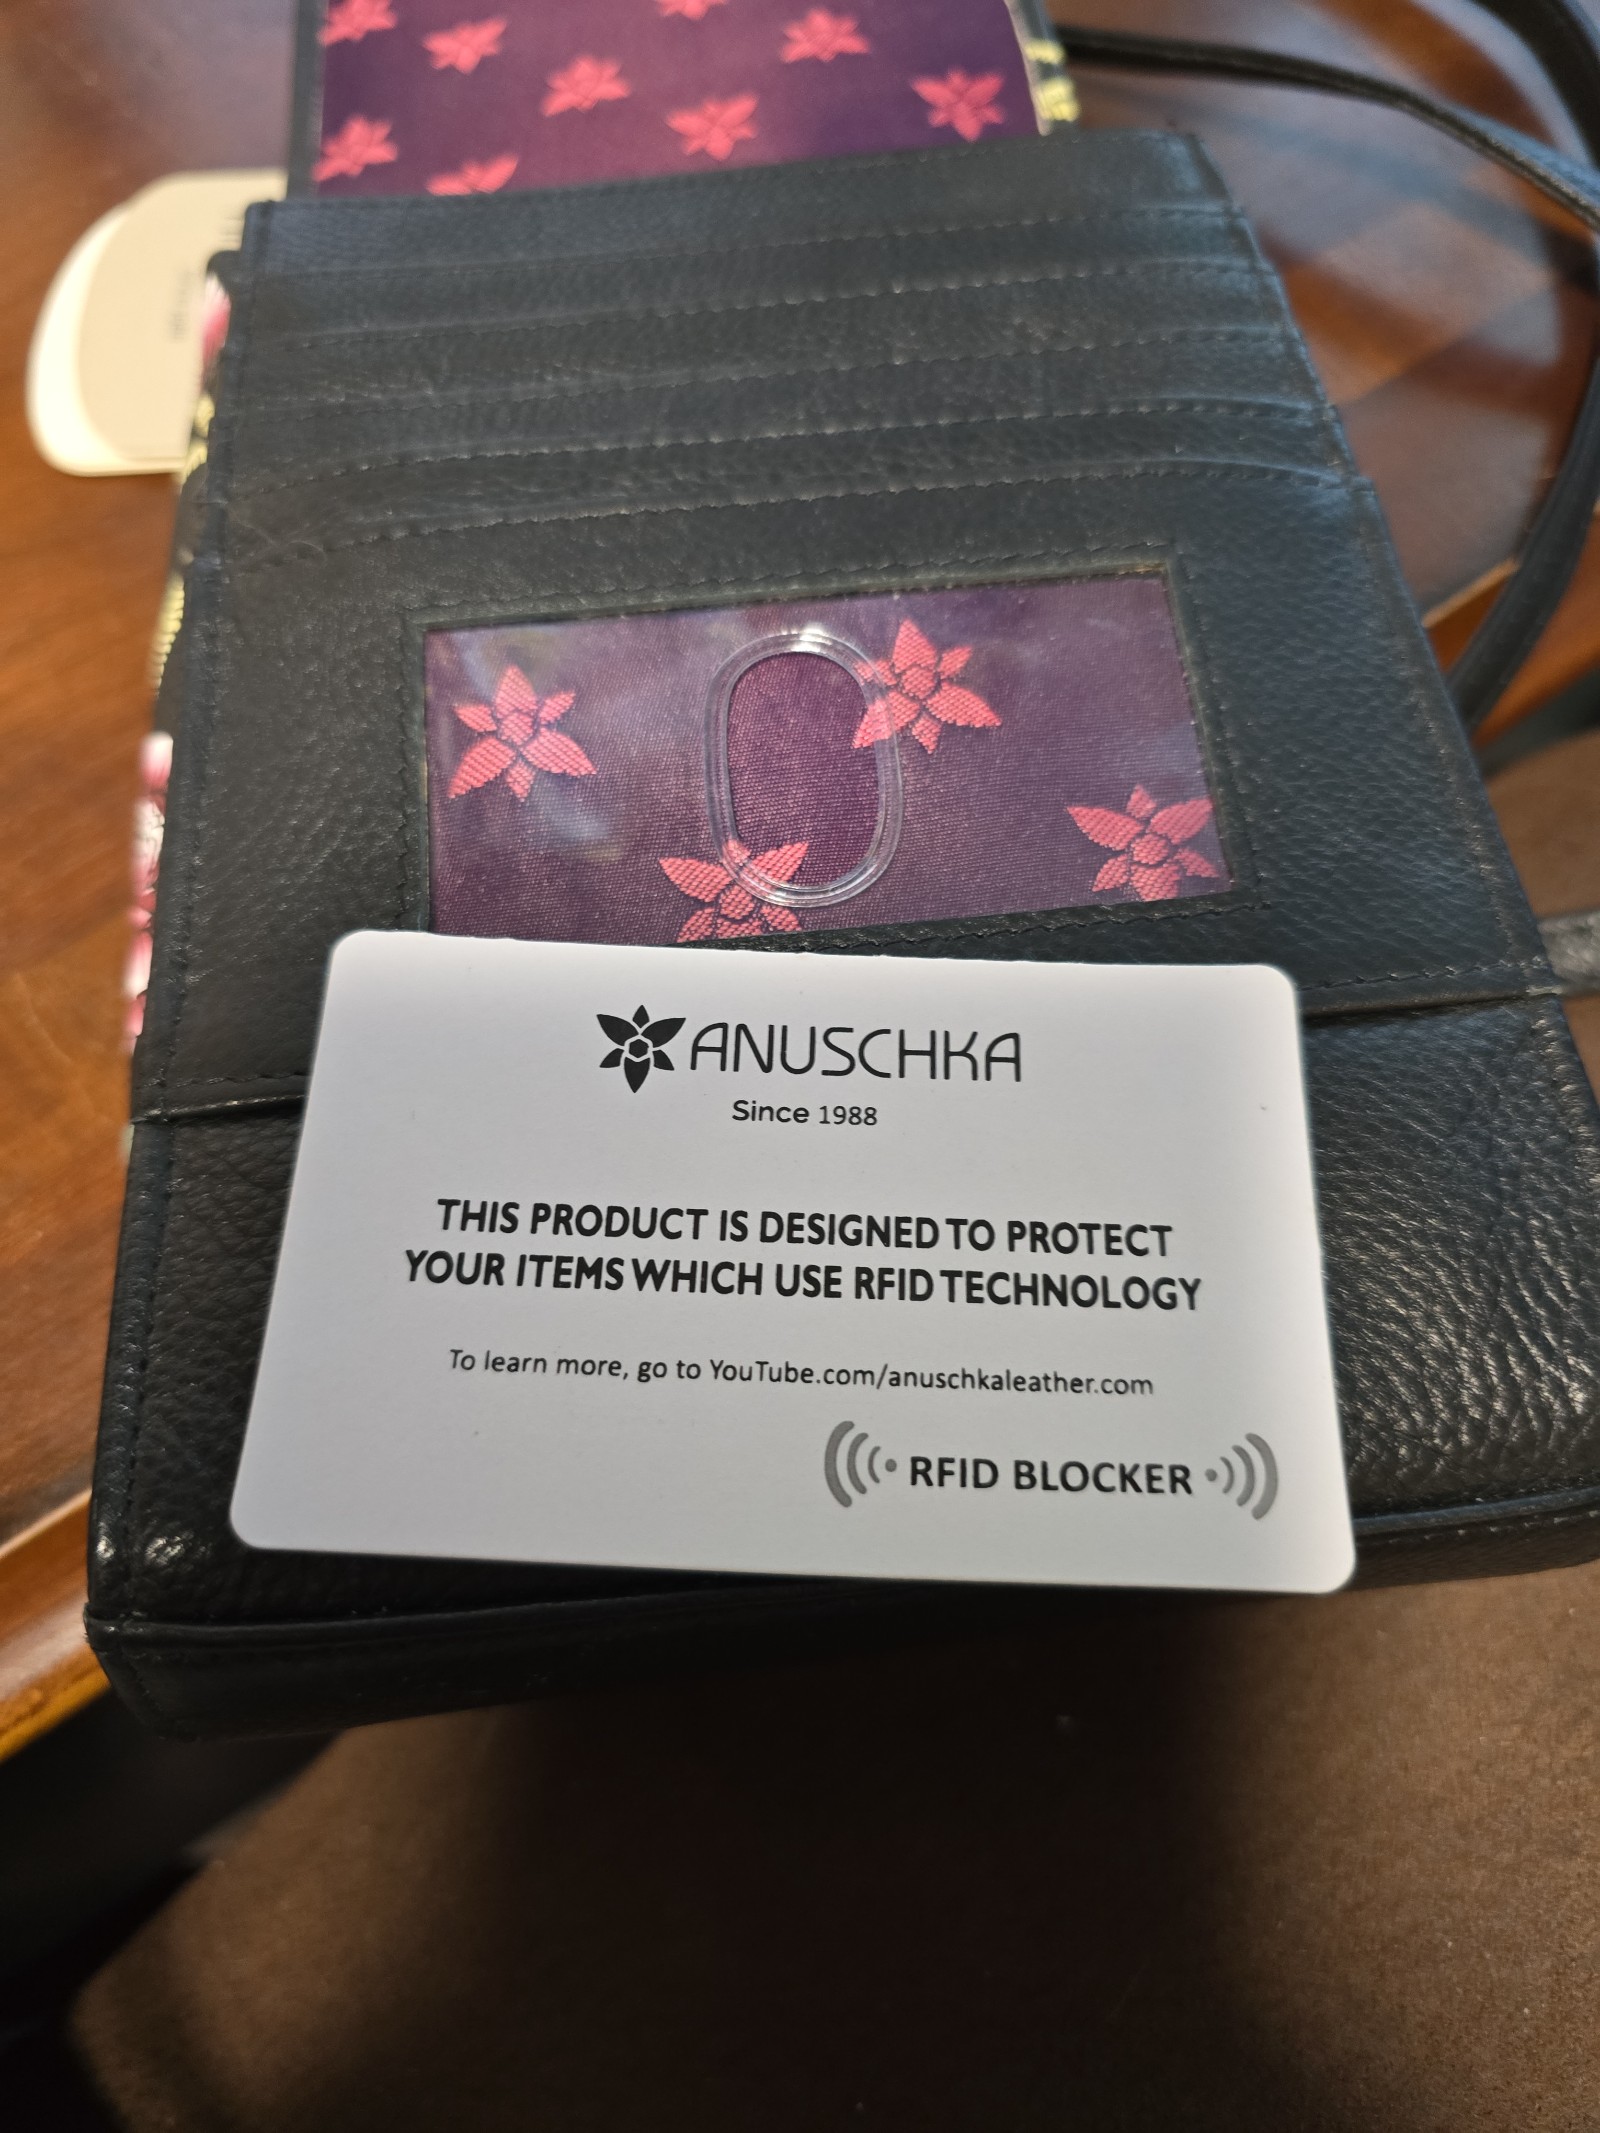 ANUSCHKA
Since 1988
THIS PRODUCT IS DESIGNED TO PROTECT
YOUR ITEMS WHICH USE RFID TECHNOLOGY
To learn more, go to YouTube.com/anuschkaleather.com
RFID BLOCKER